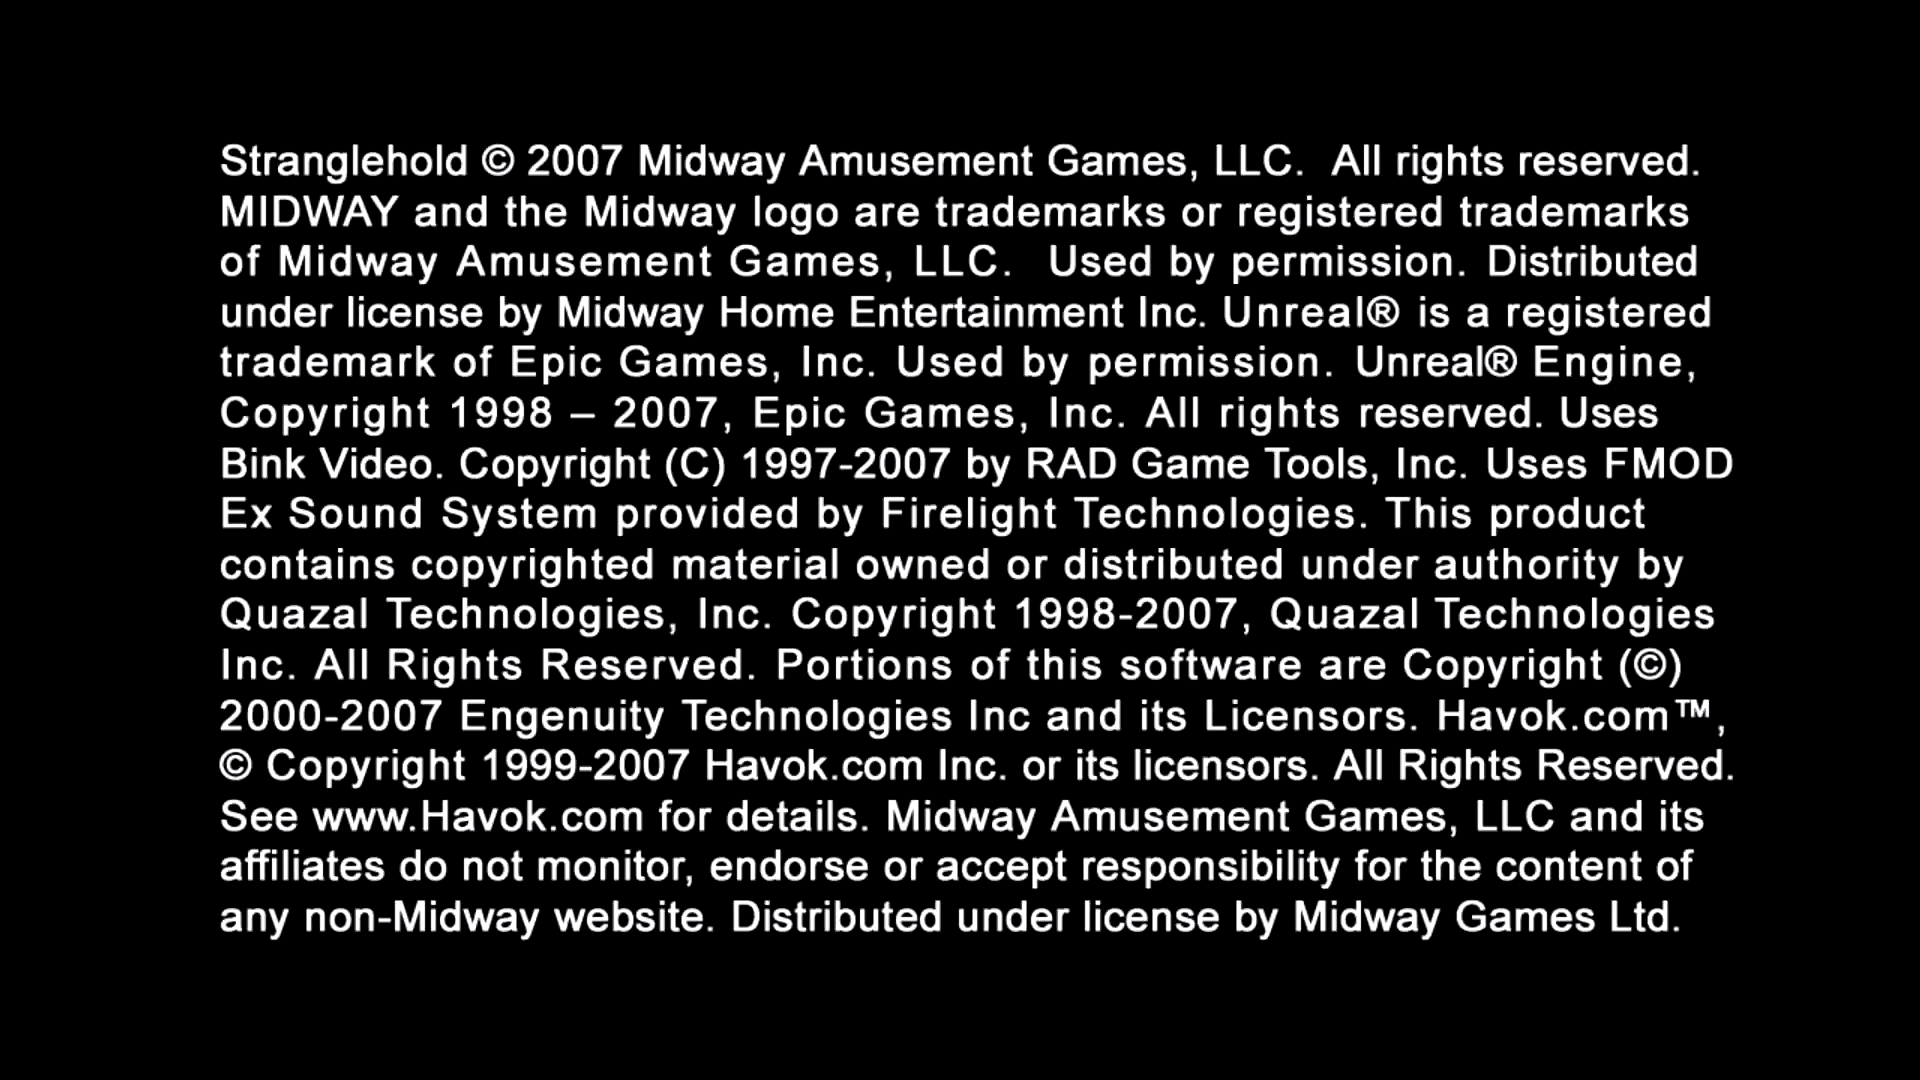 Stranglehold © 2007 Midway Amusement Games, LLC.  All rights reserved.
MIDWAY and the Midway logo are trademarks or registered trademarks
of Midway Amusement Games, LLC.  Used by permission. Distributed
under license by Midway Home Entertainment Inc. Unreal® is a registered
trademark of Epic Games, Inc. Used by permission. Unreal® Engine,
Copyright 1998 – 2007, Epic Games, Inc. All rights reserved. Uses
Bink Video. Copyright (C) 1997-2007 by RAD Game Tools, Inc. Uses FMOD
Ex Sound System provided by Firelight Technologies. This product
contains copyrighted material owned or distributed under authority by
Quazal Technologies, Inc. Copyright 1998-2007, Quazal Technologies
Inc. All Rights Reserved. Portions of this software are Copyright (©)
2000-2007 Engenuity Technologies Inc and its Licensors. Havok.com™,
© Copyright 1999-2007 Havok.com Inc. or its licensors. All Rights Reserved.
See www.Havok.com for details. Midway Amusement Games, LLC and its
affiliates do not monitor, endorse or accept responsibility for the content of
any non-Midway website. Distributed under license by Midway Games Ltd.